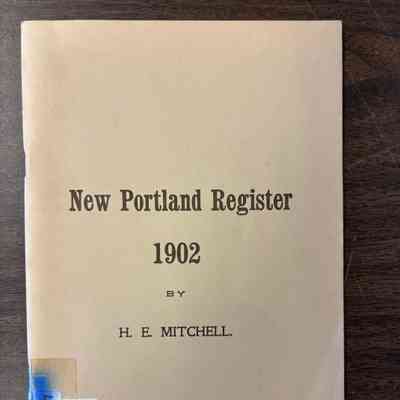 New Portland Register
1902
BY
H. E. MITCHELL.